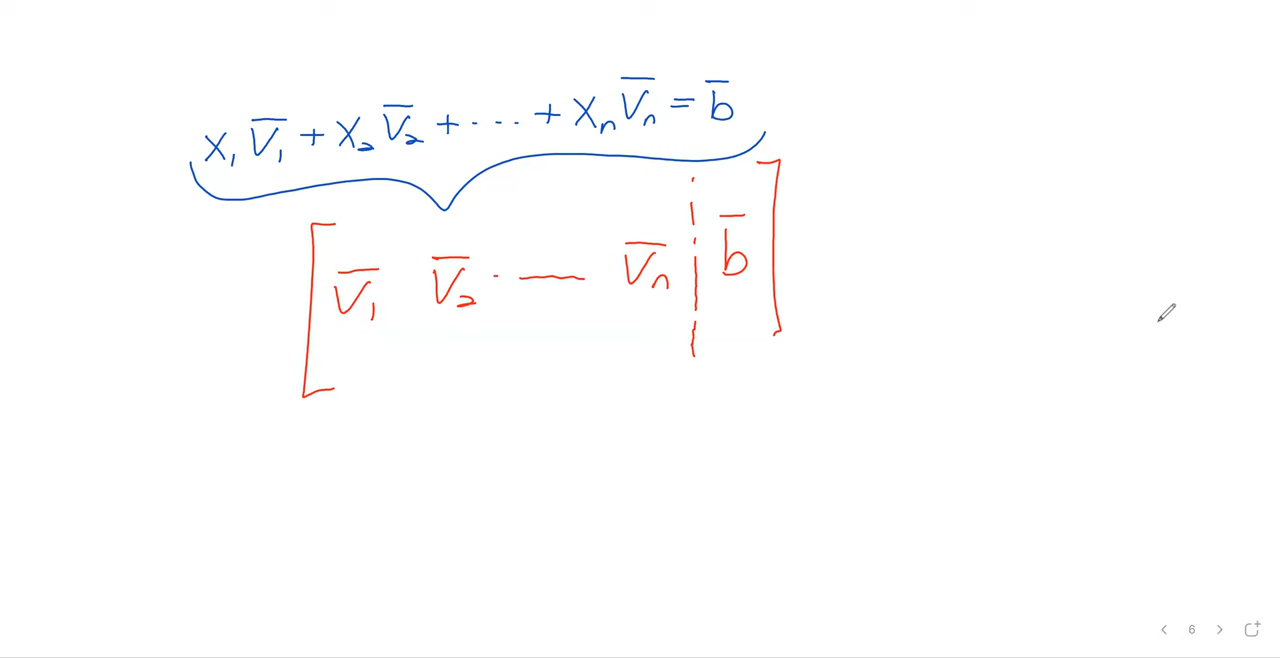 x₁v̅₁ + x₂v̅₂ + ··· + xₙv̅ₙ = b̅
[ v̅₁ v̅₂ · — v̅ₙ ¦ b̅ ]
6